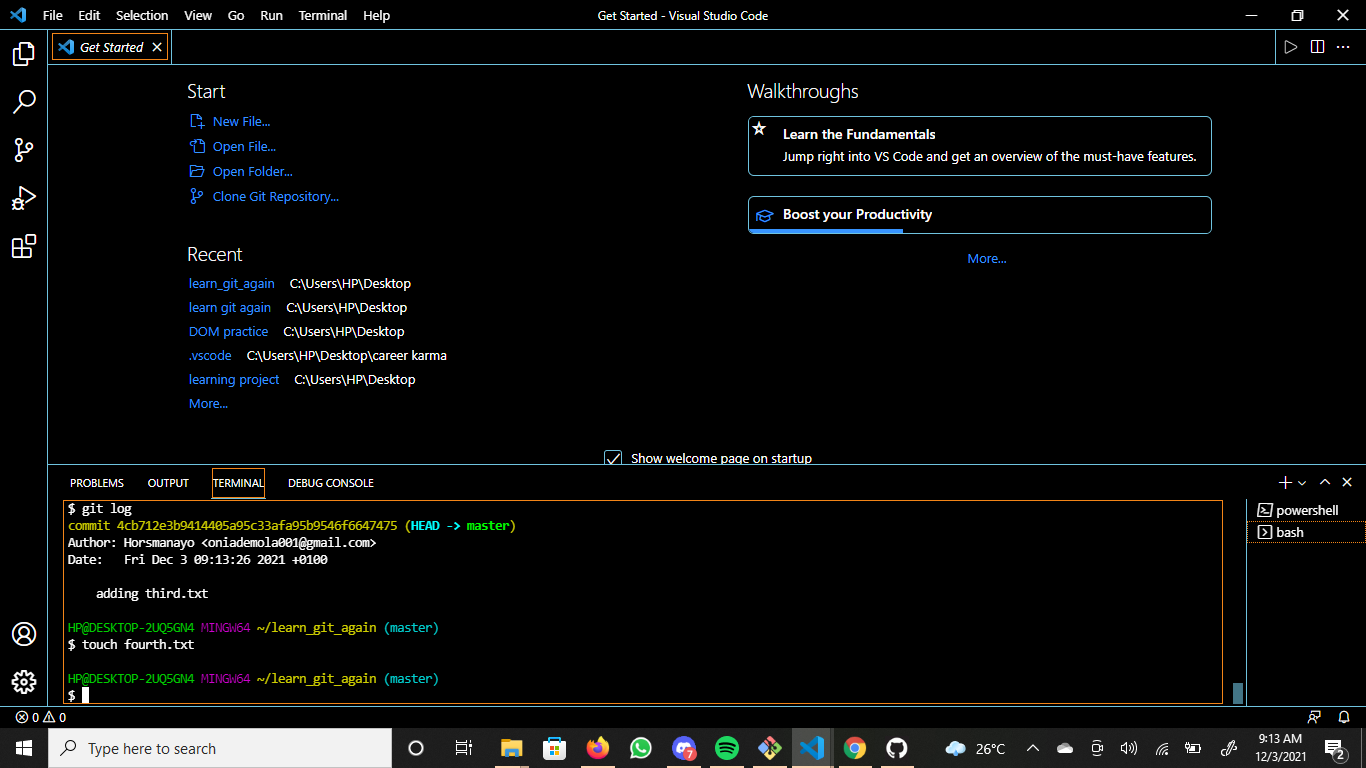 File Edit Selection View Go Run Terminal Help
Get Started - Visual Studio Code
Get Started
Start
New File...
Open File...
Open Folder...
Clone Git Repository...
Recent
learn_git_again C:\Users\HP\Desktop
learn git again C:\Users\HP\Desktop
DOM practice C:\Users\HP\Desktop
.vscode C:\Users\HP\Desktop\career karma
learning project C:\Users\HP\Desktop
More...
Walkthroughs
Learn the Fundamentals
Jump right into VS Code and get an overview of the must-have features.
Boost your Productivity
More...
Show welcome page on startup
PROBLEMS OUTPUT TERMINAL DEBUG CONSOLE
$ git log
commit 4cb712e3b9414405a95c33afa95b9546f6647475 (HEAD -> master)
Author: Horsmanayo <oniademola001@gmail.com>
Date:   Fri Dec 3 09:13:26 2021 +0100
adding third.txt
HP@DESKTOP-2UQ5GN4 MINGW64 ~/learn_git_again (master)
$ touch fourth.txt
HP@DESKTOP-2UQ5GN4 MINGW64 ~/learn_git_again (master)
$
powershell
bash
0 0
Type here to search
7
26°C
9:13 AM
12/3/2021
2